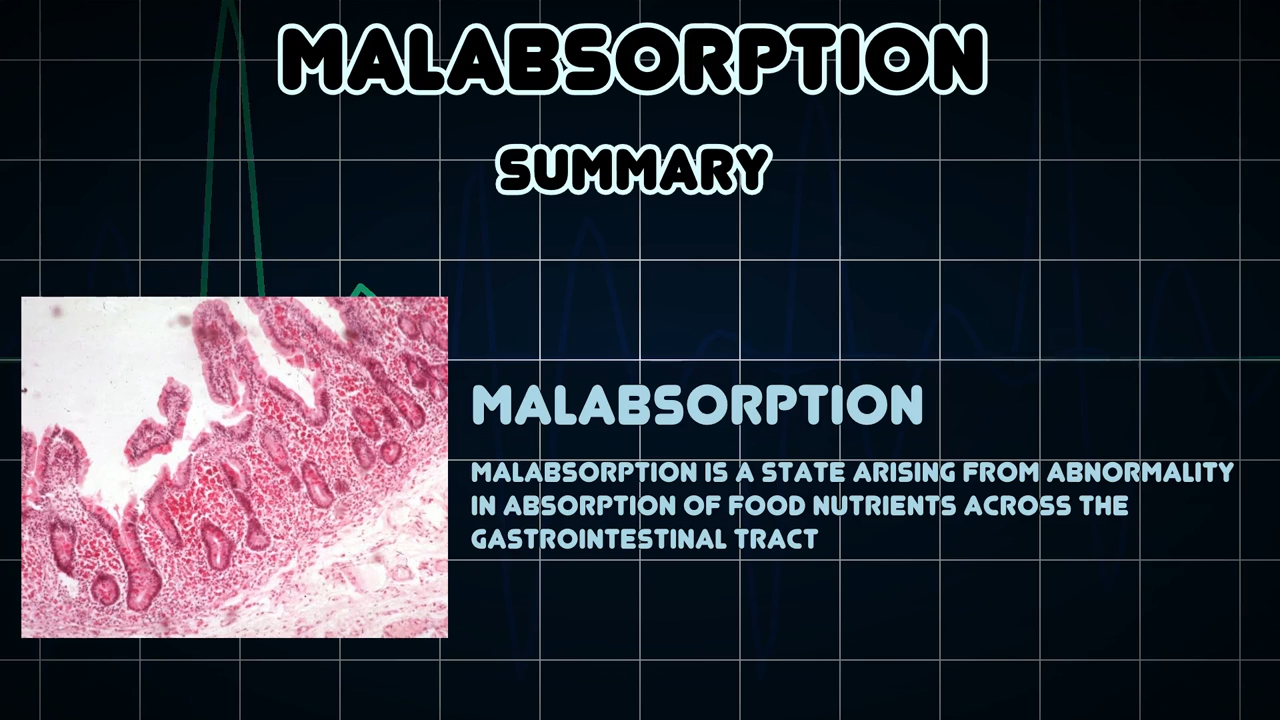 MALABSORPTION
SUMMARY
MALABSORPTION
MALABSORPTION IS A STATE ARISING FROM ABNORMALITY
IN ABSORPTION OF FOOD NUTRIENTS ACROSS THE
GASTROINTESTINAL TRACT